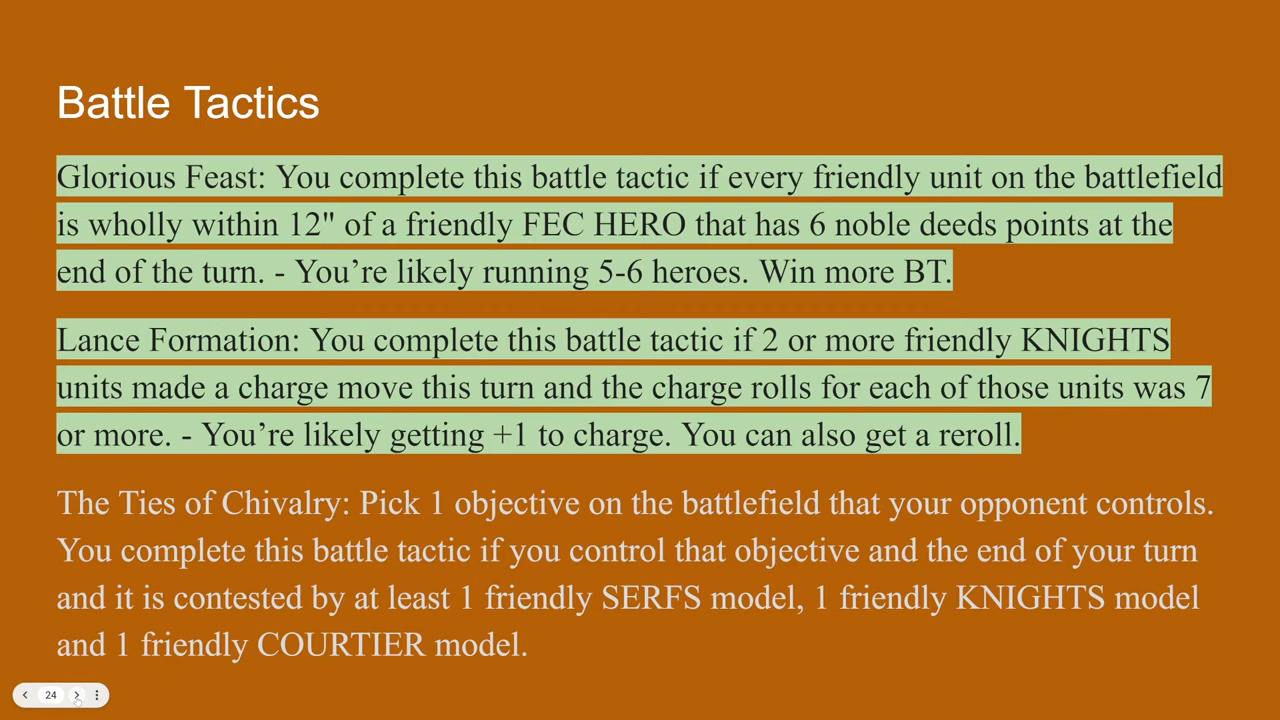 Battle Tactics
Glorious Feast: You complete this battle tactic if every friendly unit on the battlefield
is wholly within 12" of a friendly FEC HERO that has 6 noble deeds points at the
end of the turn. - You’re likely running 5-6 heroes. Win more BT.
Lance Formation: You complete this battle tactic if 2 or more friendly KNIGHTS
units made a charge move this turn and the charge rolls for each of those units was 7
or more. - You’re likely getting +1 to charge. You can also get a reroll.
The Ties of Chivalry: Pick 1 objective on the battlefield that your opponent controls.
You complete this battle tactic if you control that objective and the end of your turn
and it is contested by at least 1 friendly SERFS model, 1 friendly KNIGHTS model
and 1 friendly COURTIER model.
24